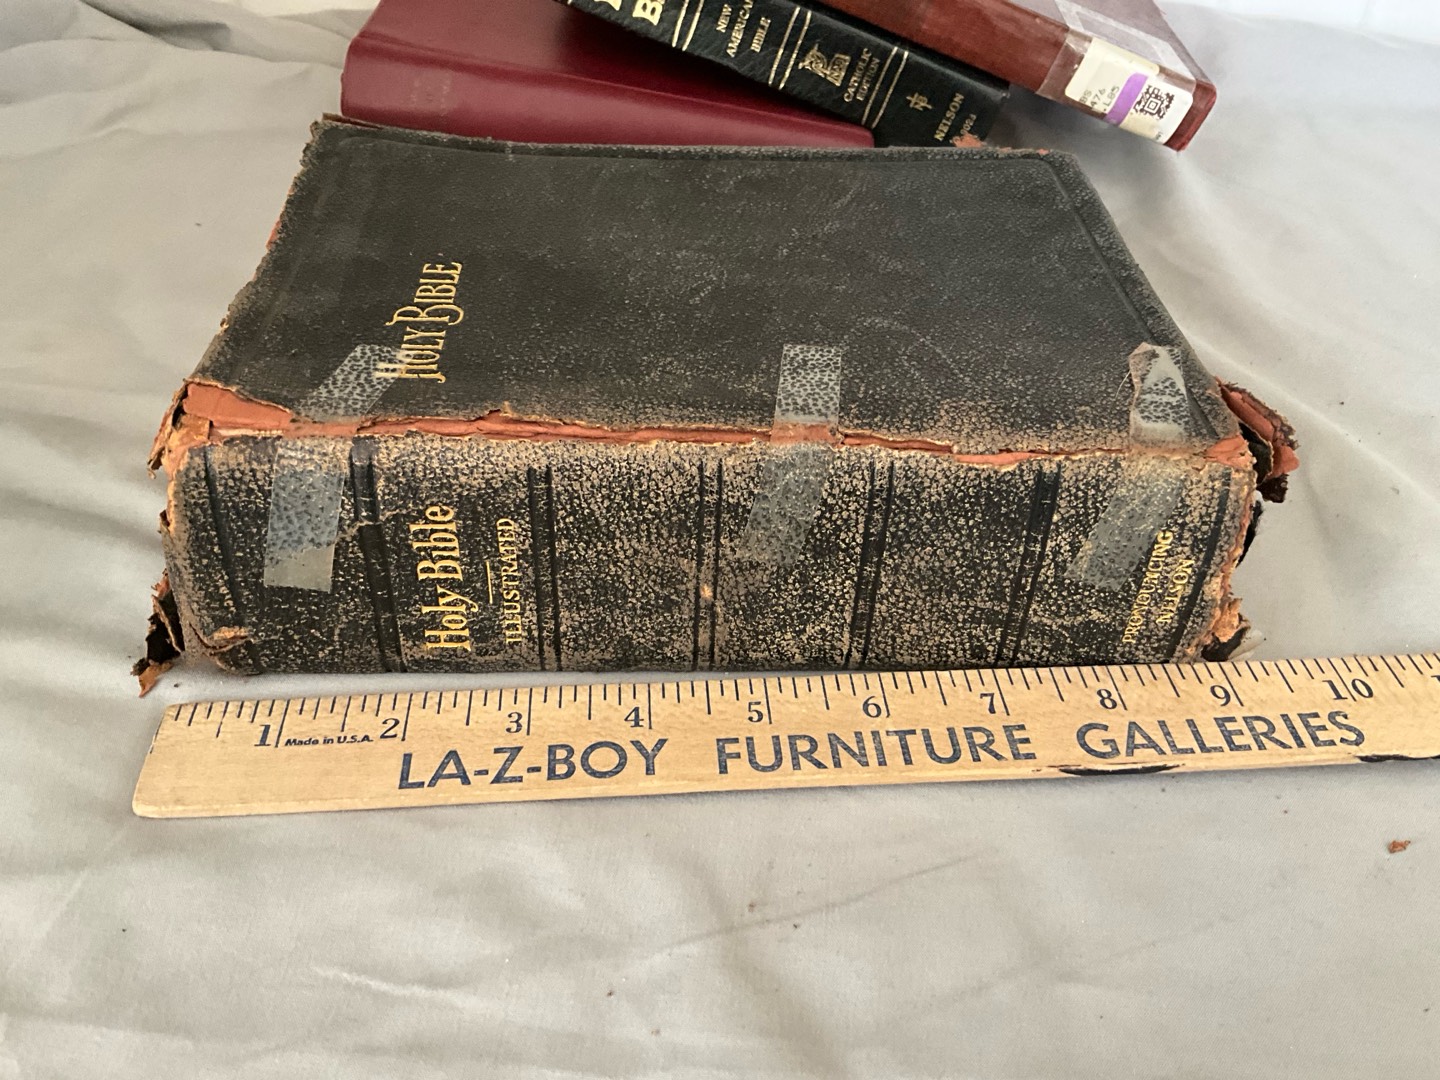 NEW
AMERICAN
BIBLE
CATHOLIC
EDITION
NELSON
HOLY BIBLE
Holy Bible
ILLUSTRATED
PRONOUNCING
NELSON
1 2 3 4 5 6 7 8 9 10
Made in U.S.A.
LA-Z-BOY FURNITURE GALLERIES